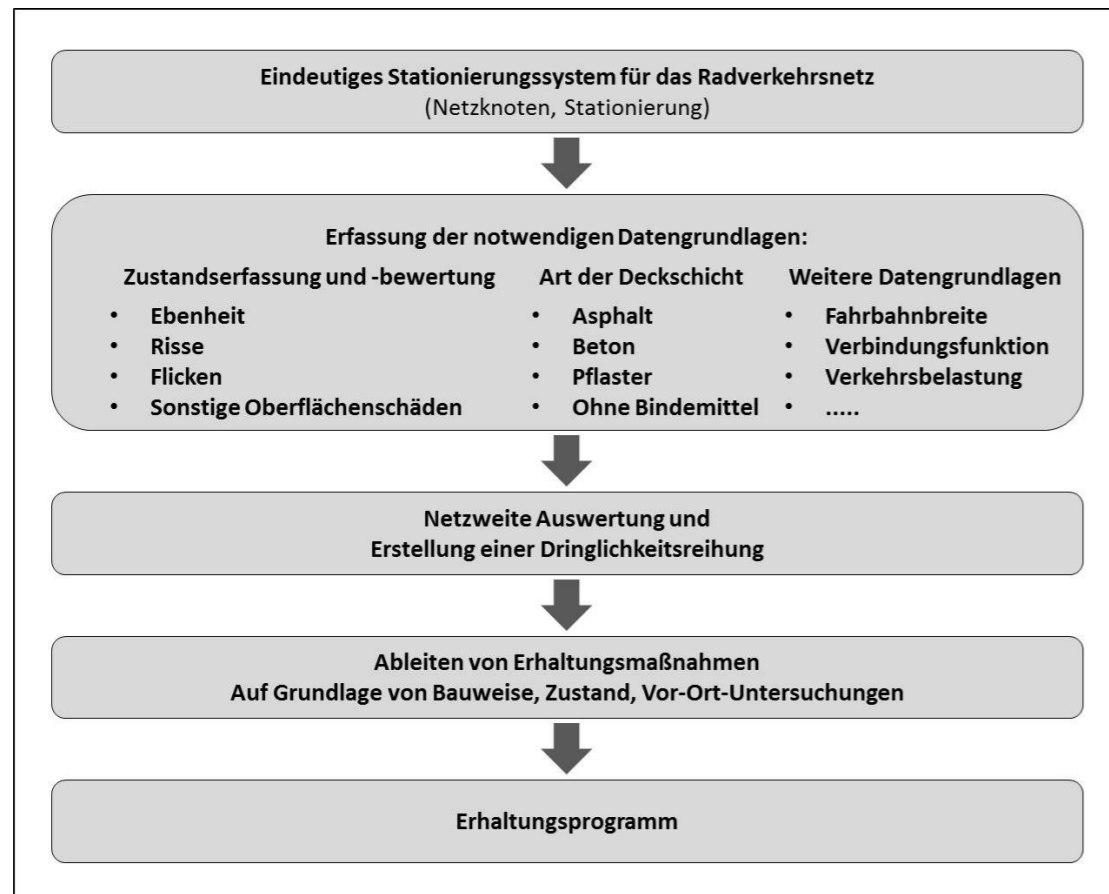 Eindeutiges Stationierungssystem für das Radverkehrsnetz
(Netzknoten, Stationierung)
Erfassung der notwendigen Datengrundlagen:
Zustandserfassung und -bewertung
• Ebenheit
• Risse
• Flicken
• Sonstige Oberflächenschäden
Art der Deckschicht
• Asphalt
• Beton
• Pflaster
• Ohne Bindemittel
Weitere Datengrundlagen
• Fahrbahnbreite
• Verbindungsfunktion
• Verkehrsbelastung
• .....
Netzweite Auswertung und
Erstellung einer Dringlichkeitsreihung
Ableiten von Erhaltungsmaßnahmen
Auf Grundlage von Bauweise, Zustand, Vor-Ort-Untersuchungen
Erhaltungsprogramm